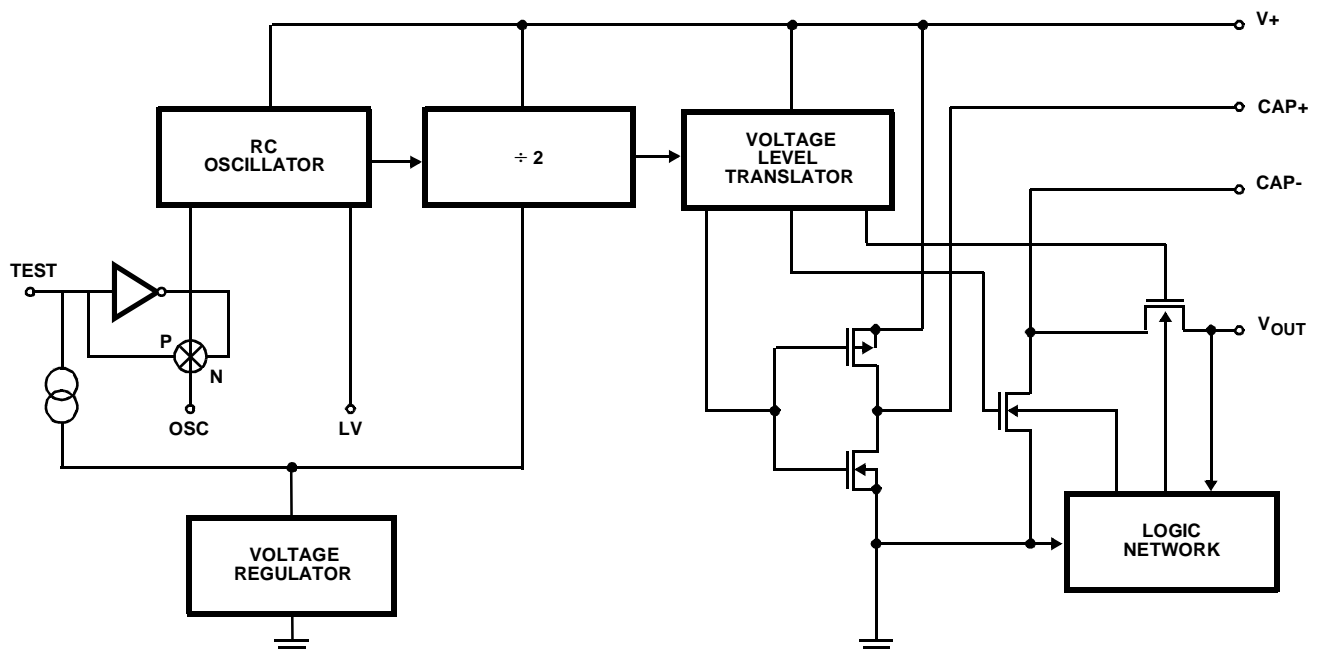 V+
CAP+
RC
OSCILLATOR
÷ 2
VOLTAGE
LEVEL
TRANSLATOR
CAP-
TEST
P
N
OSC
LV
VOUT
VOLTAGE
REGULATOR
LOGIC
NETWORK